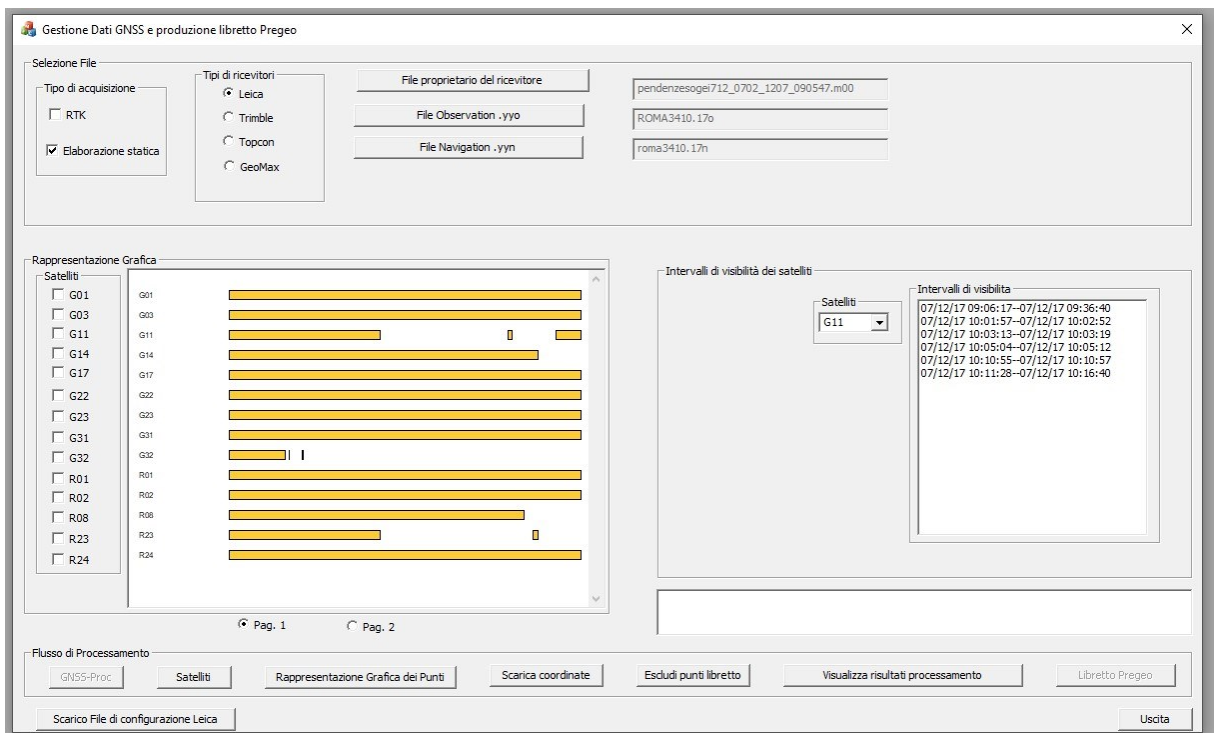 Gestione Dati GNSS e produzione libretto Pregeo
Selezione File
Tipo di acquisizione
RTK
Elaborazione statica
Tipi di ricevitori
Leica
Trimble
Topcon
GeoMax
File proprietario del ricevitore
File Observation .yyo
File Navigation .yyn
pendenzesogei712_0702_1207_090547.m00
ROMA3410.17o
roma3410.17n
Rappresentazione Grafica
Satelliti
G01
G03
G11
G14
G17
G22
G23
G31
G32
R01
R02
R08
R23
R24
G01
G03
G11
G14
G17
G22
G23
G31
G32
R01
R02
R08
R23
R24
Pag. 1
Pag. 2
Intervalli di visibilità dei satelliti
Satelliti
G11
Intervalli di visibilita
07/12/17 09:06:17--07/12/17 09:36:40
07/12/17 10:01:57--07/12/17 10:02:52
07/12/17 10:03:13--07/12/17 10:03:19
07/12/17 10:05:04--07/12/17 10:05:12
07/12/17 10:10:55--07/12/17 10:10:57
07/12/17 10:11:28--07/12/17 10:16:40
Flusso di Processamento
GNSS-Proc
Satelliti
Rappresentazione Grafica dei Punti
Scarica coordinate
Escludi punti libretto
Visualizza risultati processamento
Libretto Pregeo
Scarico File di configurazione Leica
Uscita